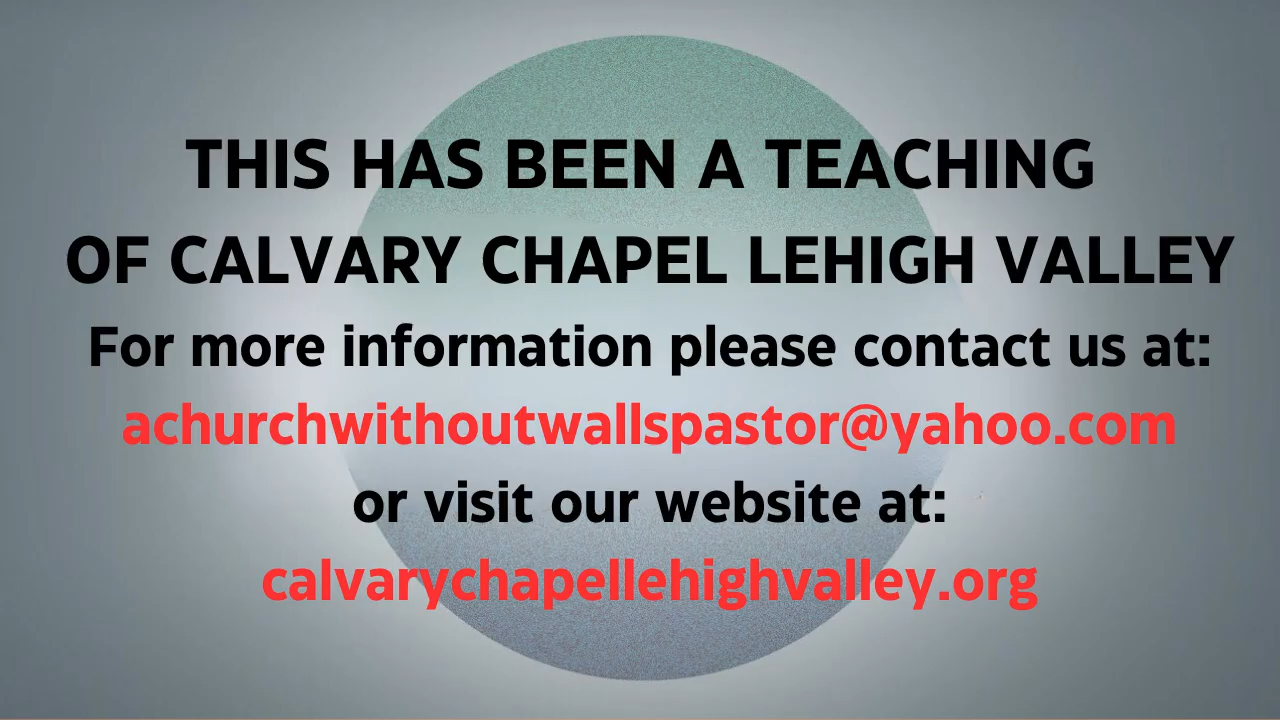 THIS HAS BEEN A TEACHING
OF CALVARY CHAPEL LEHIGH VALLEY
For more information please contact us at:
achurchwithoutwallspastor@yahoo.com
or visit our website at:
calvarychapellehighvalley.org